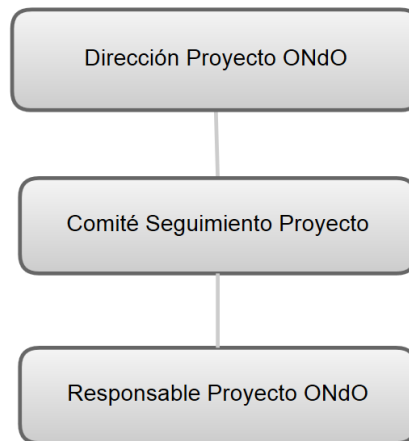 Dirección Proyecto ONdO
Comité Seguimiento Proyecto
Responsable Proyecto ONdO